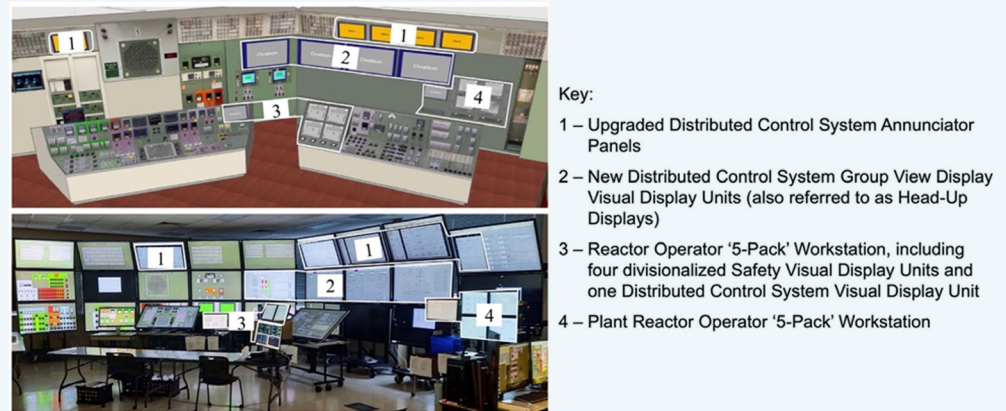 1
1
Ovation
2
Ovation
Ovation
3
4
1
1
2
3
4
Key:
1 – Upgraded Distributed Control System Annunciator
Panels
2 – New Distributed Control System Group View Display
Visual Display Units (also referred to as Head-Up
Displays)
3 – Reactor Operator ‘5-Pack’ Workstation, including
four divisionalized Safety Visual Display Units and
one Distributed Control System Visual Display Unit
4 – Plant Reactor Operator ‘5-Pack’ Workstation